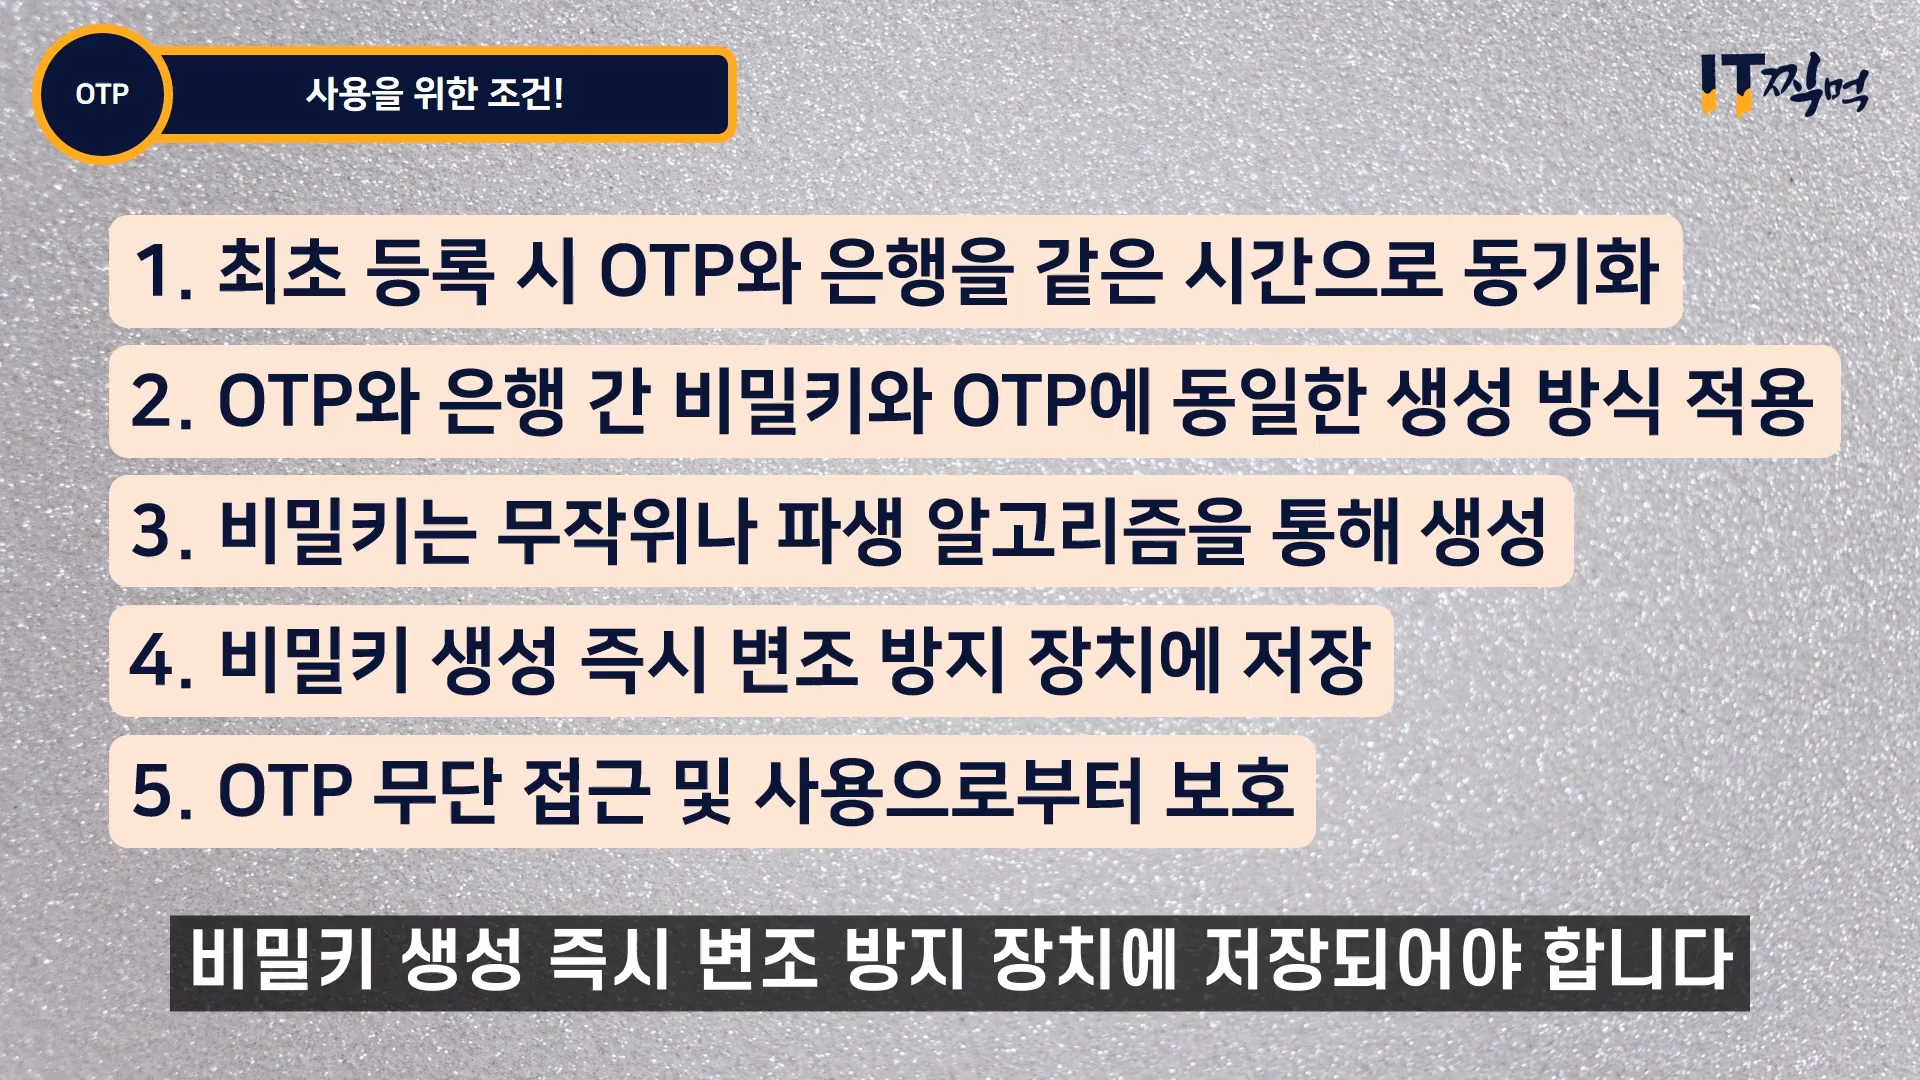 OTP
사용을 위한 조건!
IT찍먹
1. 최초 등록 시 OTP와 은행을 같은 시간으로 동기화
2. OTP와 은행 간 비밀키와 OTP에 동일한 생성 방식 적용
3. 비밀키는 무작위나 파생 알고리즘을 통해 생성
4. 비밀키 생성 즉시 변조 방지 장치에 저장
5. OTP 무단 접근 및 사용으로부터 보호
비밀키 생성 즉시 변조 방지 장치에 저장되어야 합니다